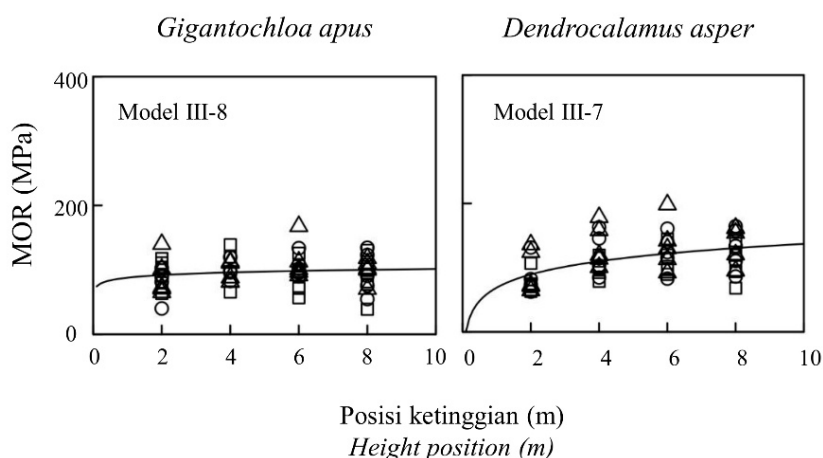 Gigantochloa apus
Dendrocalamus asper
400
Model III-8
Model III-7
MOR (MPa)
200
0
0 2 4 6 8 10
0 2 4 6 8 10
Posisi ketinggian (m)
Height position (m)